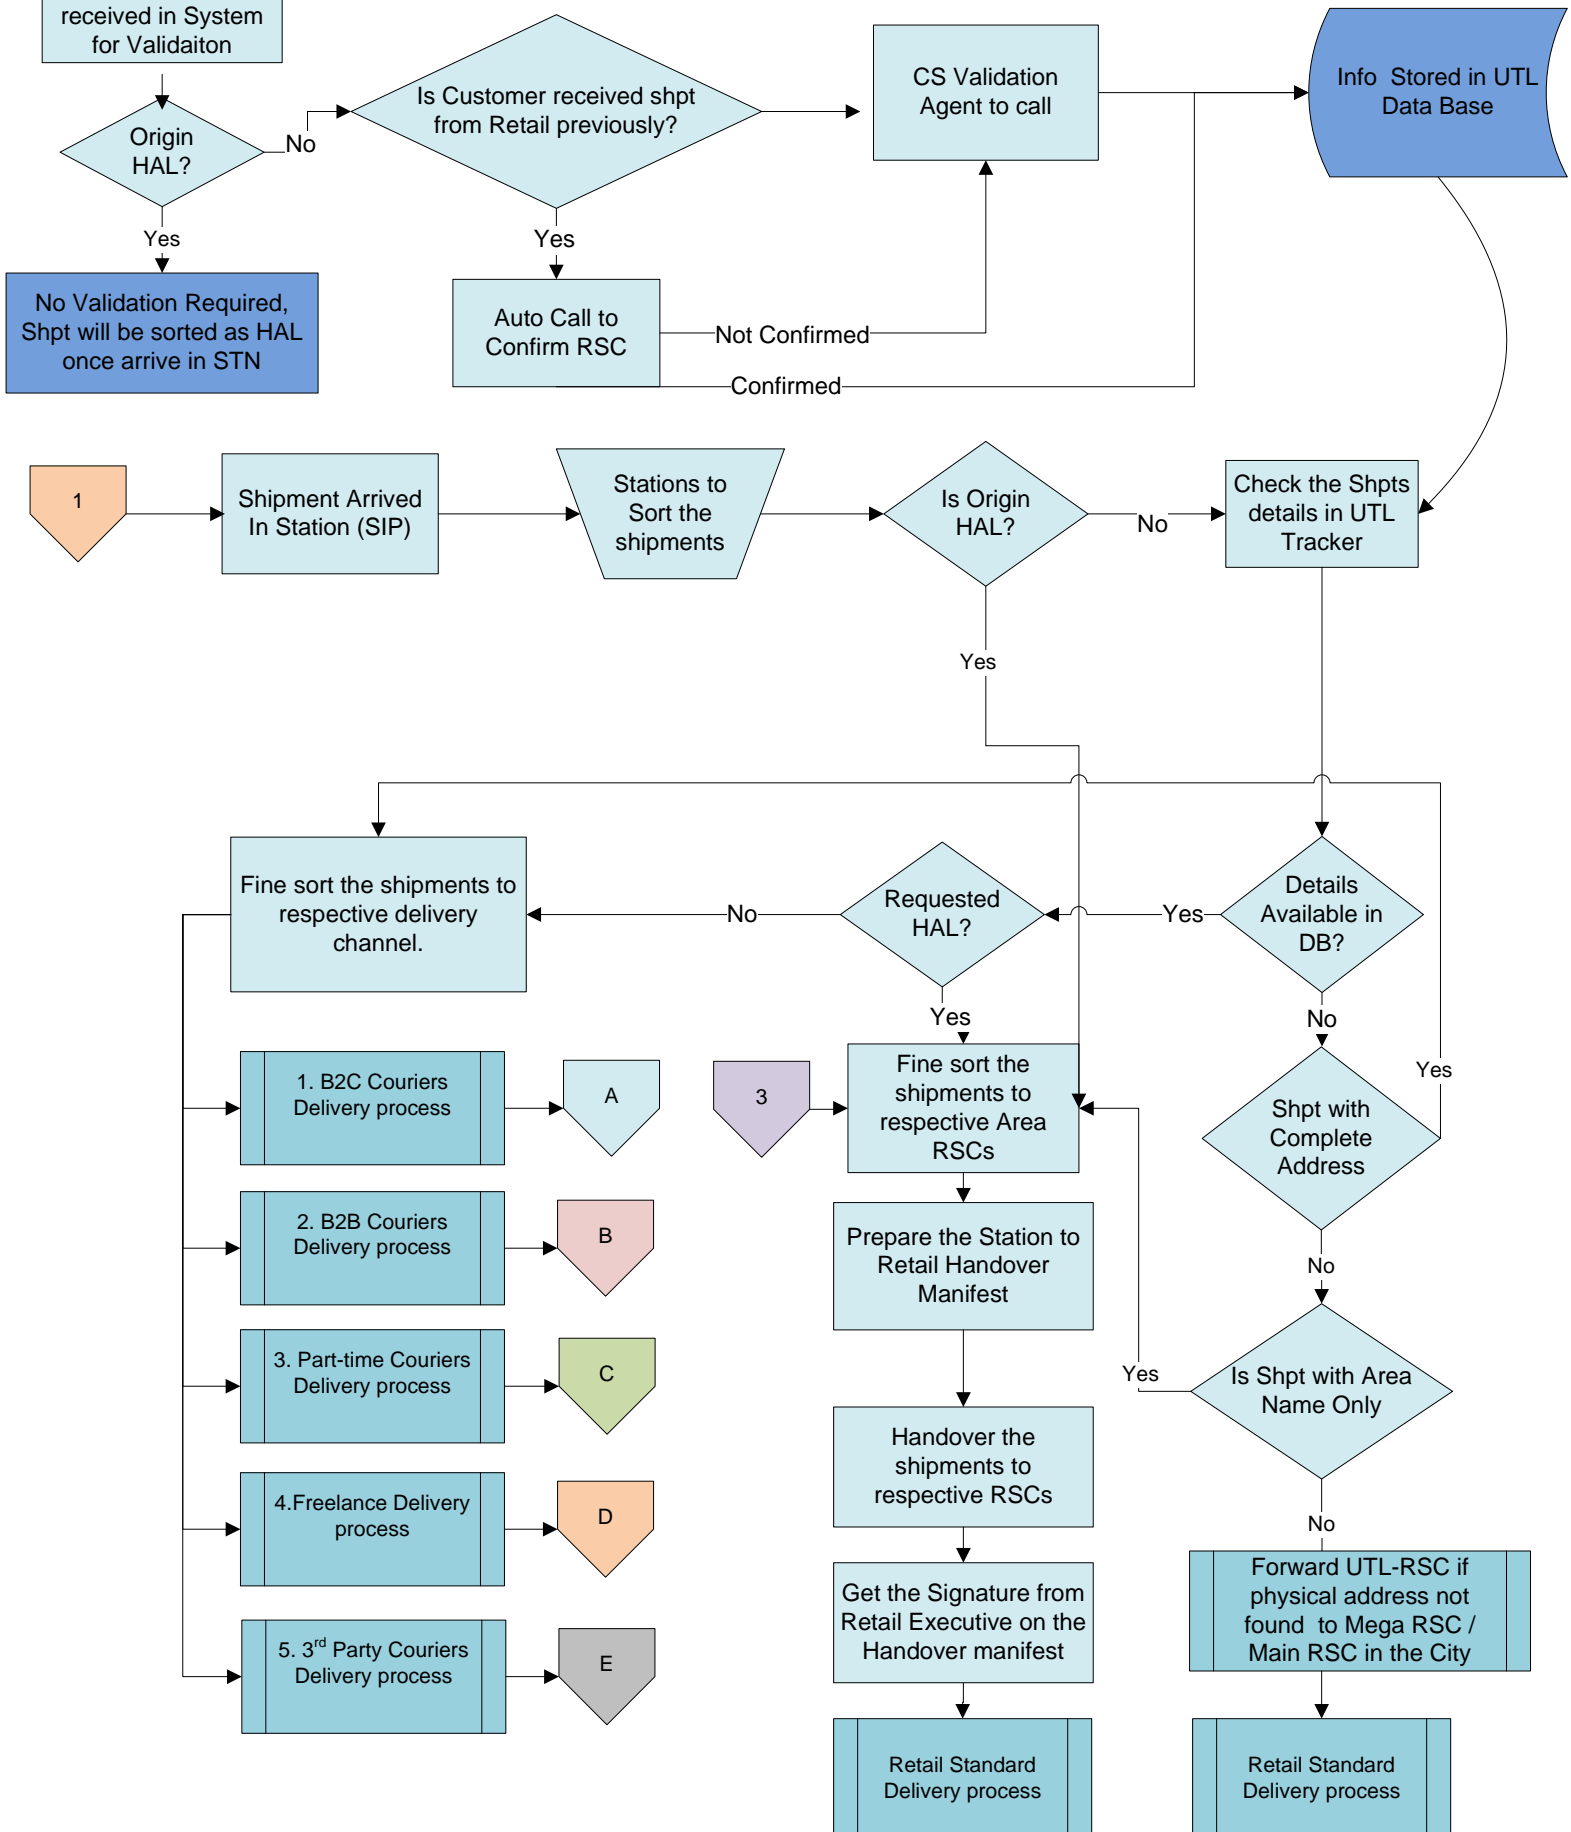 received in System
for Validaiton
Is Customer received shpt
from Retail previously?
CS Validation
Agent to call
Info  Stored in UTL
Data Base
Origin
HAL?
No
Yes
Yes
No Validation Required,
Shpt will be sorted as HAL
once arrive in STN
Auto Call to
Confirm RSC
Not Confirmed
Confirmed
1
Shipment Arrived
In Station (SIP)
Stations to
Sort the
shipments
Is Origin
HAL?
No
Check the Shpts
details in UTL
Tracker
Yes
Fine sort the shipments to
respective delivery
channel.
No
Requested
HAL?
Yes
Details
Available in
DB?
Yes
No
1. B2C Couriers
Delivery process
A
3
Fine sort the
shipments to
respective Area
RSCs
Shpt with
Complete
Address
Yes
2. B2B Couriers
Delivery process
B
Prepare the Station to
Retail Handover
Manifest
No
3. Part-time Couriers
Delivery process
C
Yes
Is Shpt with Area
Name Only
Handover the
shipments to
respective RSCs
4.Freelance Delivery
process
D
No
Get the Signature from
Retail Executive on the
Handover manifest
Forward UTL-RSC if
physical address not
found  to Mega RSC /
Main RSC in the City
5. 3rd Party Couriers
Delivery process
E
Retail Standard
Delivery process
Retail Standard
Delivery process